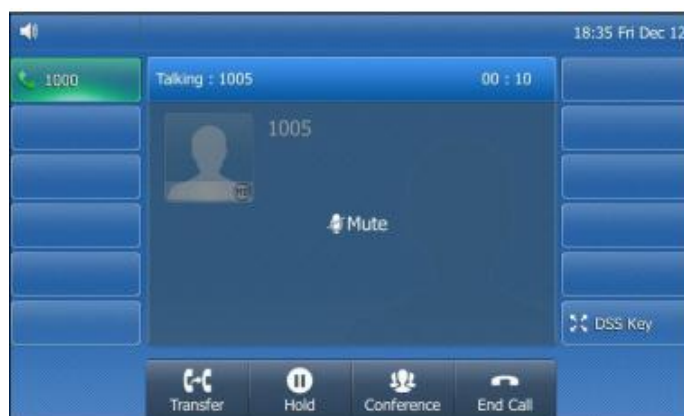 18:35 Fri Dec 12
1000
Talking : 1005
00 : 10
1005
HD
Mute
DSS Key
Transfer
Hold
Conference
End Call